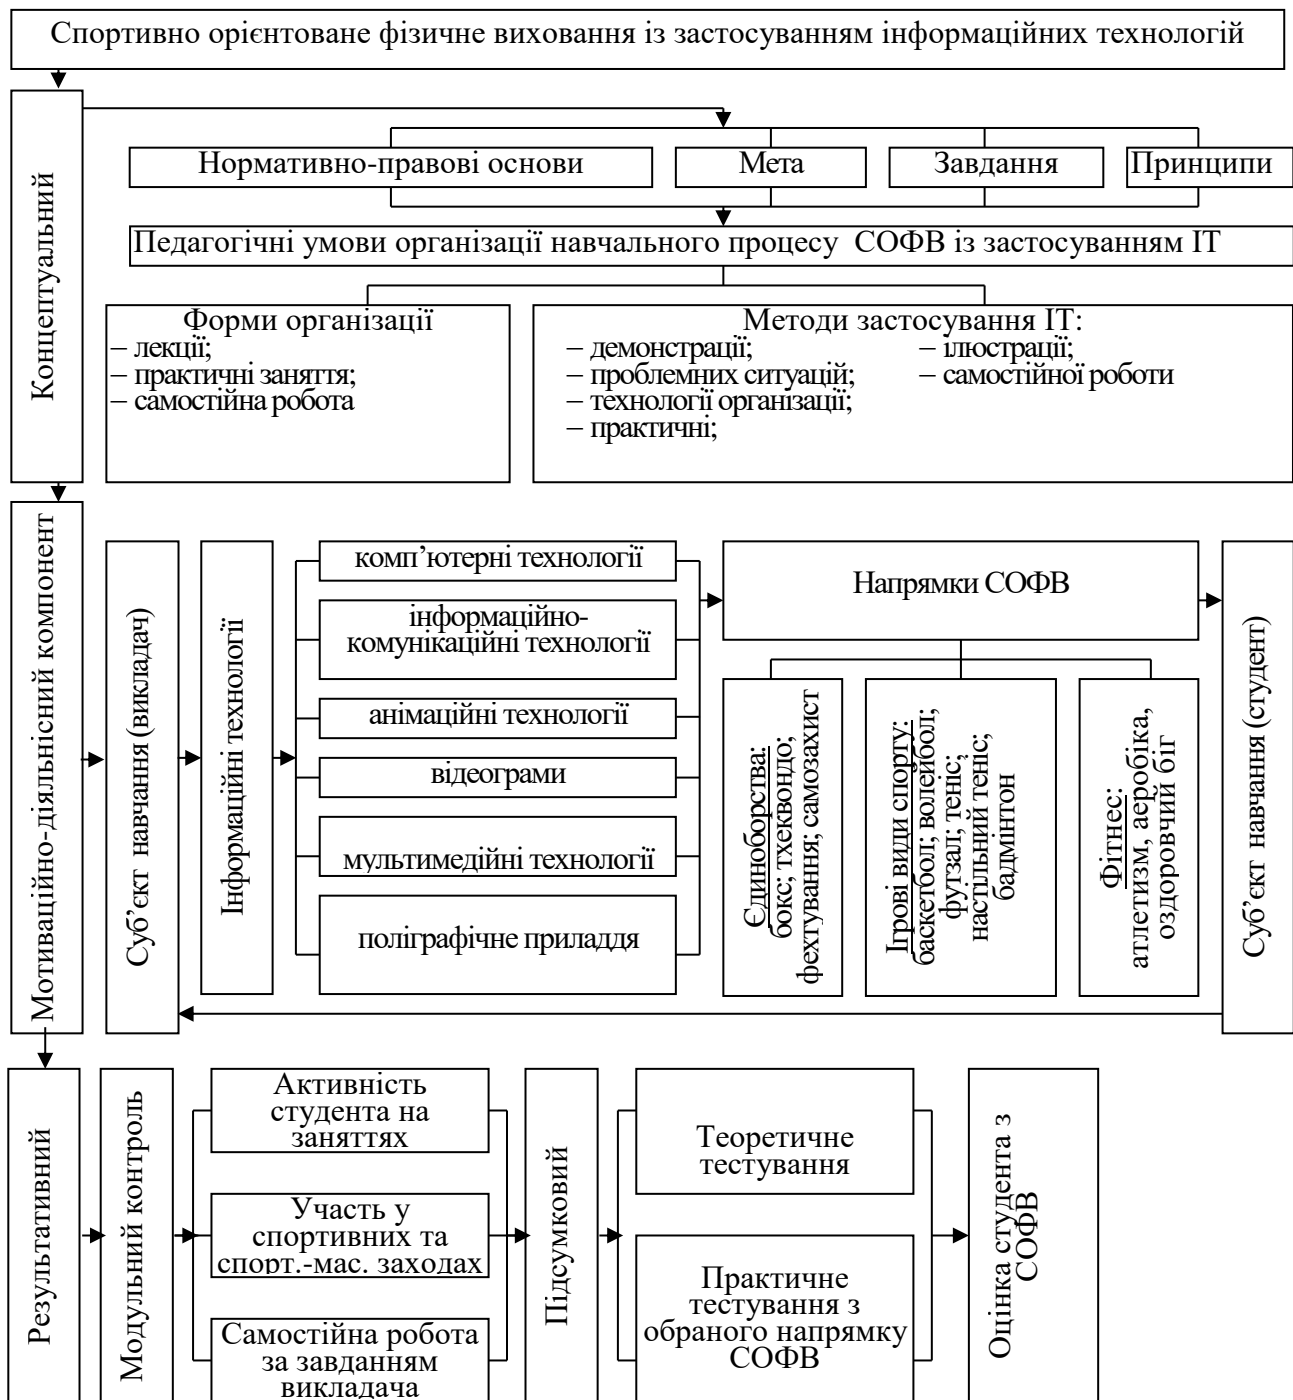 Спортивно орієнтоване фізичне виховання із застосуванням інформаційних технологій
Концептуальний
Нормативно-правові основи
Мета
Завдання
Принципи
Педагогічні умови організації навчального процесу СОФВ із застосуванням ІТ
Форми організації
– лекції;
– практичні заняття;
– самостійна робота
Методи застосування ІТ:
– демонстрації;
– проблемних ситуацій;
– технології організації;
– практичні;
– ілюстрації;
– самостійної роботи
Мотиваційно-діяльнісний компонент
Суб’єкт навчання (викладач)
Інформаційні технології
комп’ютерні технології
інформаційно-
комунікаційні технології
анімаційні технології
відеограми
мультимедійні технології
поліграфічне приладдя
Напрямки СОФВ
Єдиноборства:
бокс; тхеквондо;
фехтування; самозахист
Ігрові види спорту:
баскетбол; волейбол;
футзал; теніс;
настільний теніс;
бадмінтон
Фітнес:
атлетизм, аеробіка,
оздоровчий біг
Суб’єкт навчання (студент)
Результативний
Модульний контроль
Активність
студента на
заняттях
Участь у
спортивних та
спорт.-мас. заходах
Самостійна робота
за завданням
викладача
Підсумковий
Теоретичне
тестування
Практичне
тестування з
обраного напрямку
СОФВ
Оцінка студента з
СОФВ